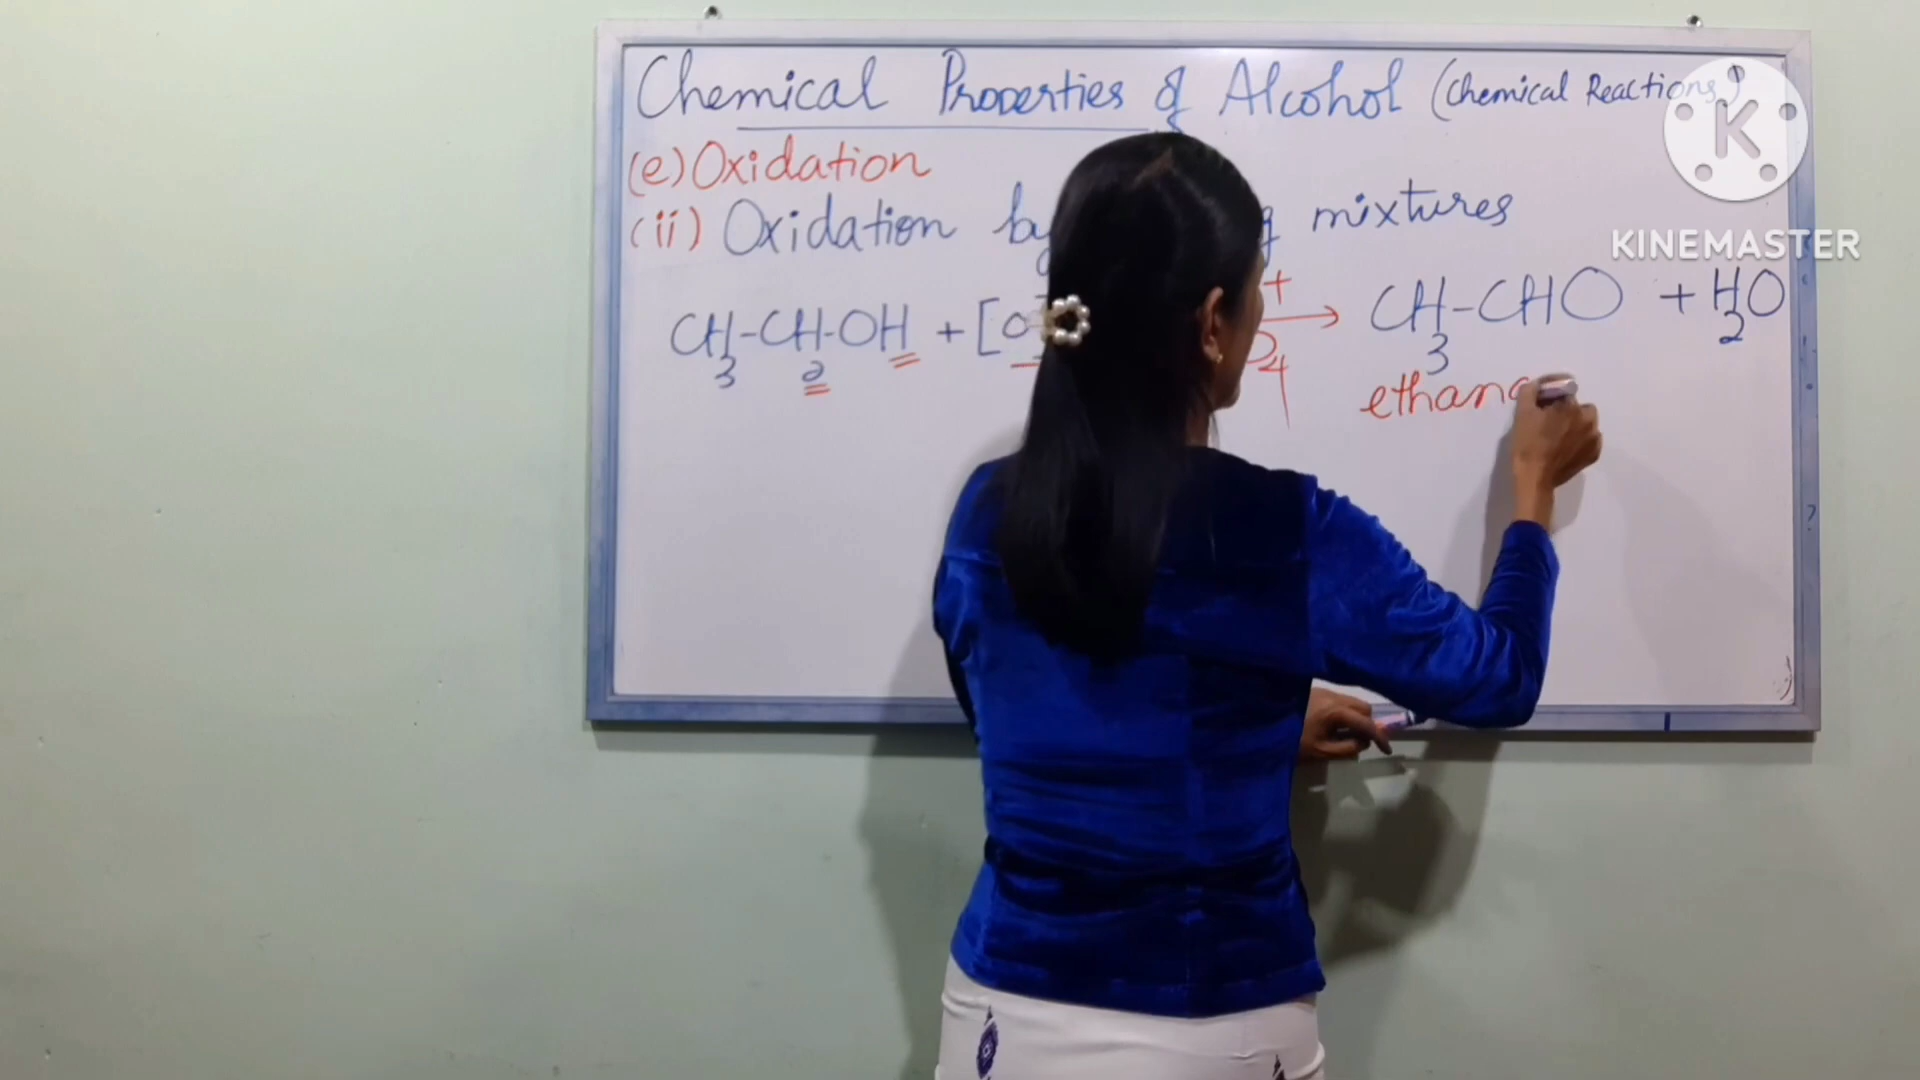 Chemical Properties of Alcohol (Chemical Reactions)
(e) Oxidation
(ii) Oxidation by mixtures
CH3-CH2-OH + [O] + → CH3-CHO + H2O
O4
ethana
K
KINEMASTER